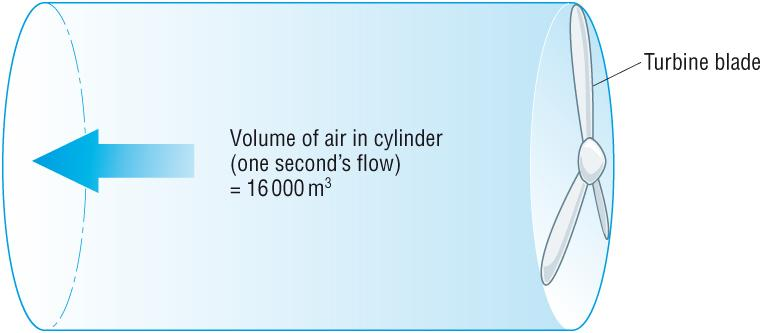 Turbine blade
Volume of air in cylinder
(one second’s flow)
= 16 000 m³